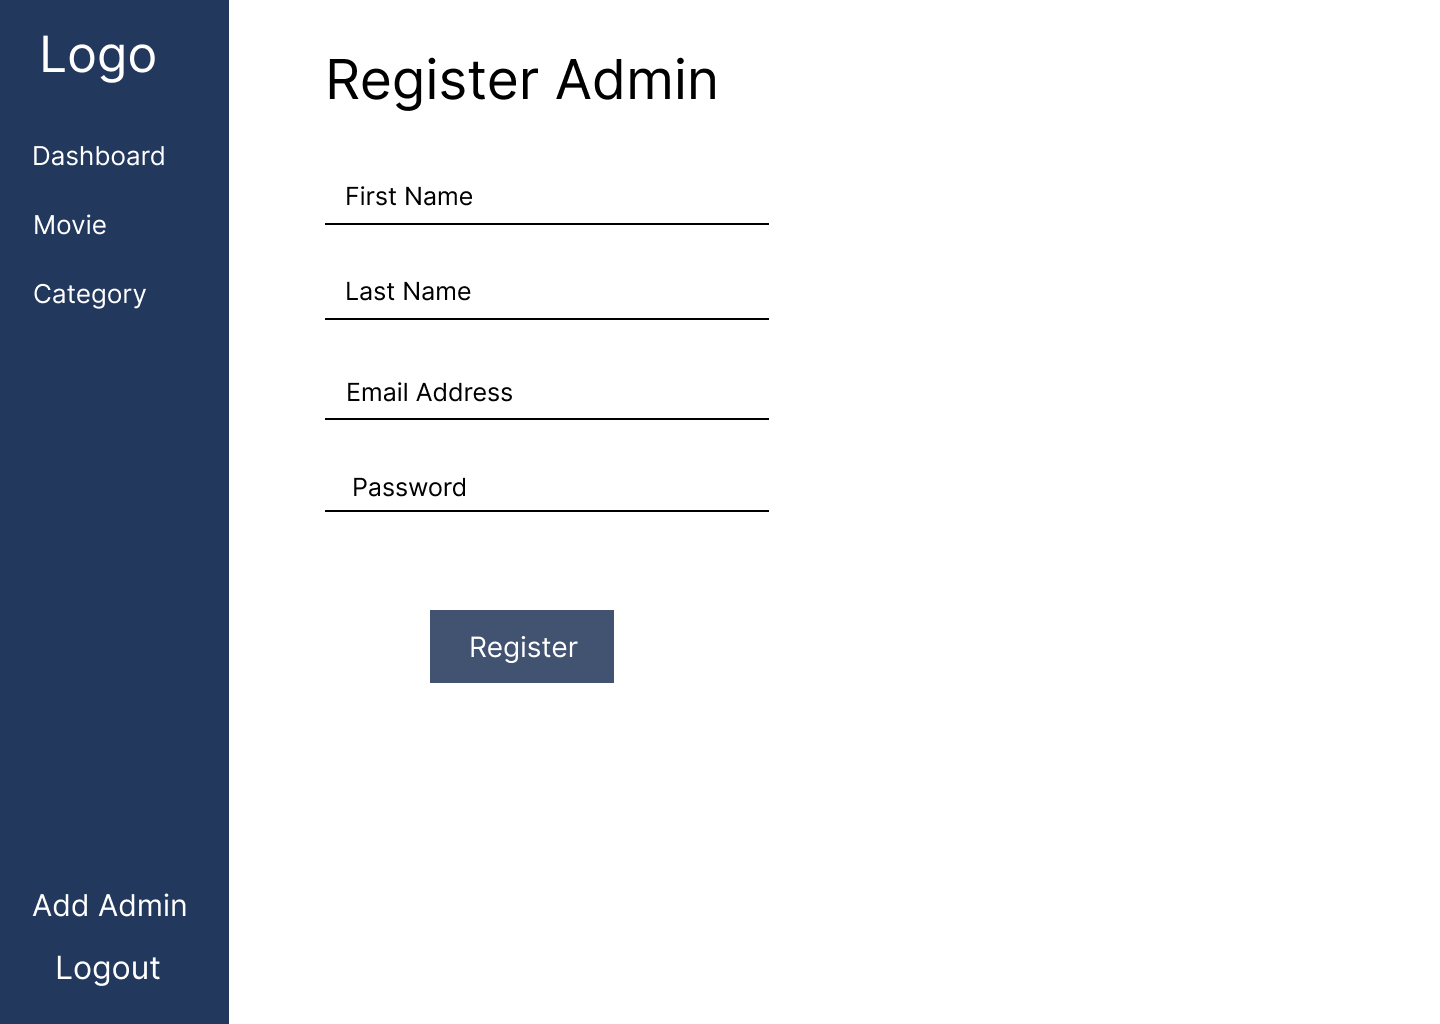 Logo
Dashboard
Movie
Category
Add Admin
Logout
Register Admin
First Name
Last Name
Email Address
Password
Register